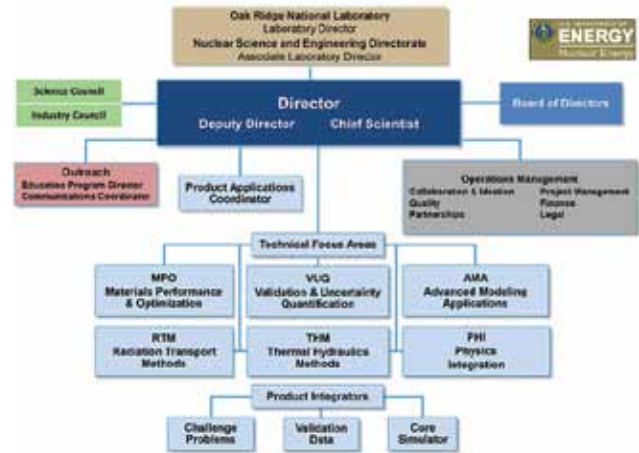 Oak Ridge National Laboratory
Laboratory Director
Nuclear Science and Engineering Directorate
Associate Laboratory Director
U.S. DEPARTMENT OF
ENERGY
Nuclear Energy
Science Council
Industry Council
Director
Deputy Director Chief Scientist
Board of Directors
Outreach
Education Program Director
Communications Coordinator
Product Applications
Coordinator
Operations Management
Collaboration & Ideation Project Management
Quality Finance
Partnerships Legal
Technical Focus Areas
MPO
Materials Performance
& Optimization
VUQ
Validation & Uncertainty
Quantification
AMA
Advanced Modeling
Applications
RTM
Radiation Transport
Methods
THM
Thermal Hydraulics
Methods
PHI
Physics
Integration
Product Integrators
Challenge
Problems
Validation
Data
Core
Simulator